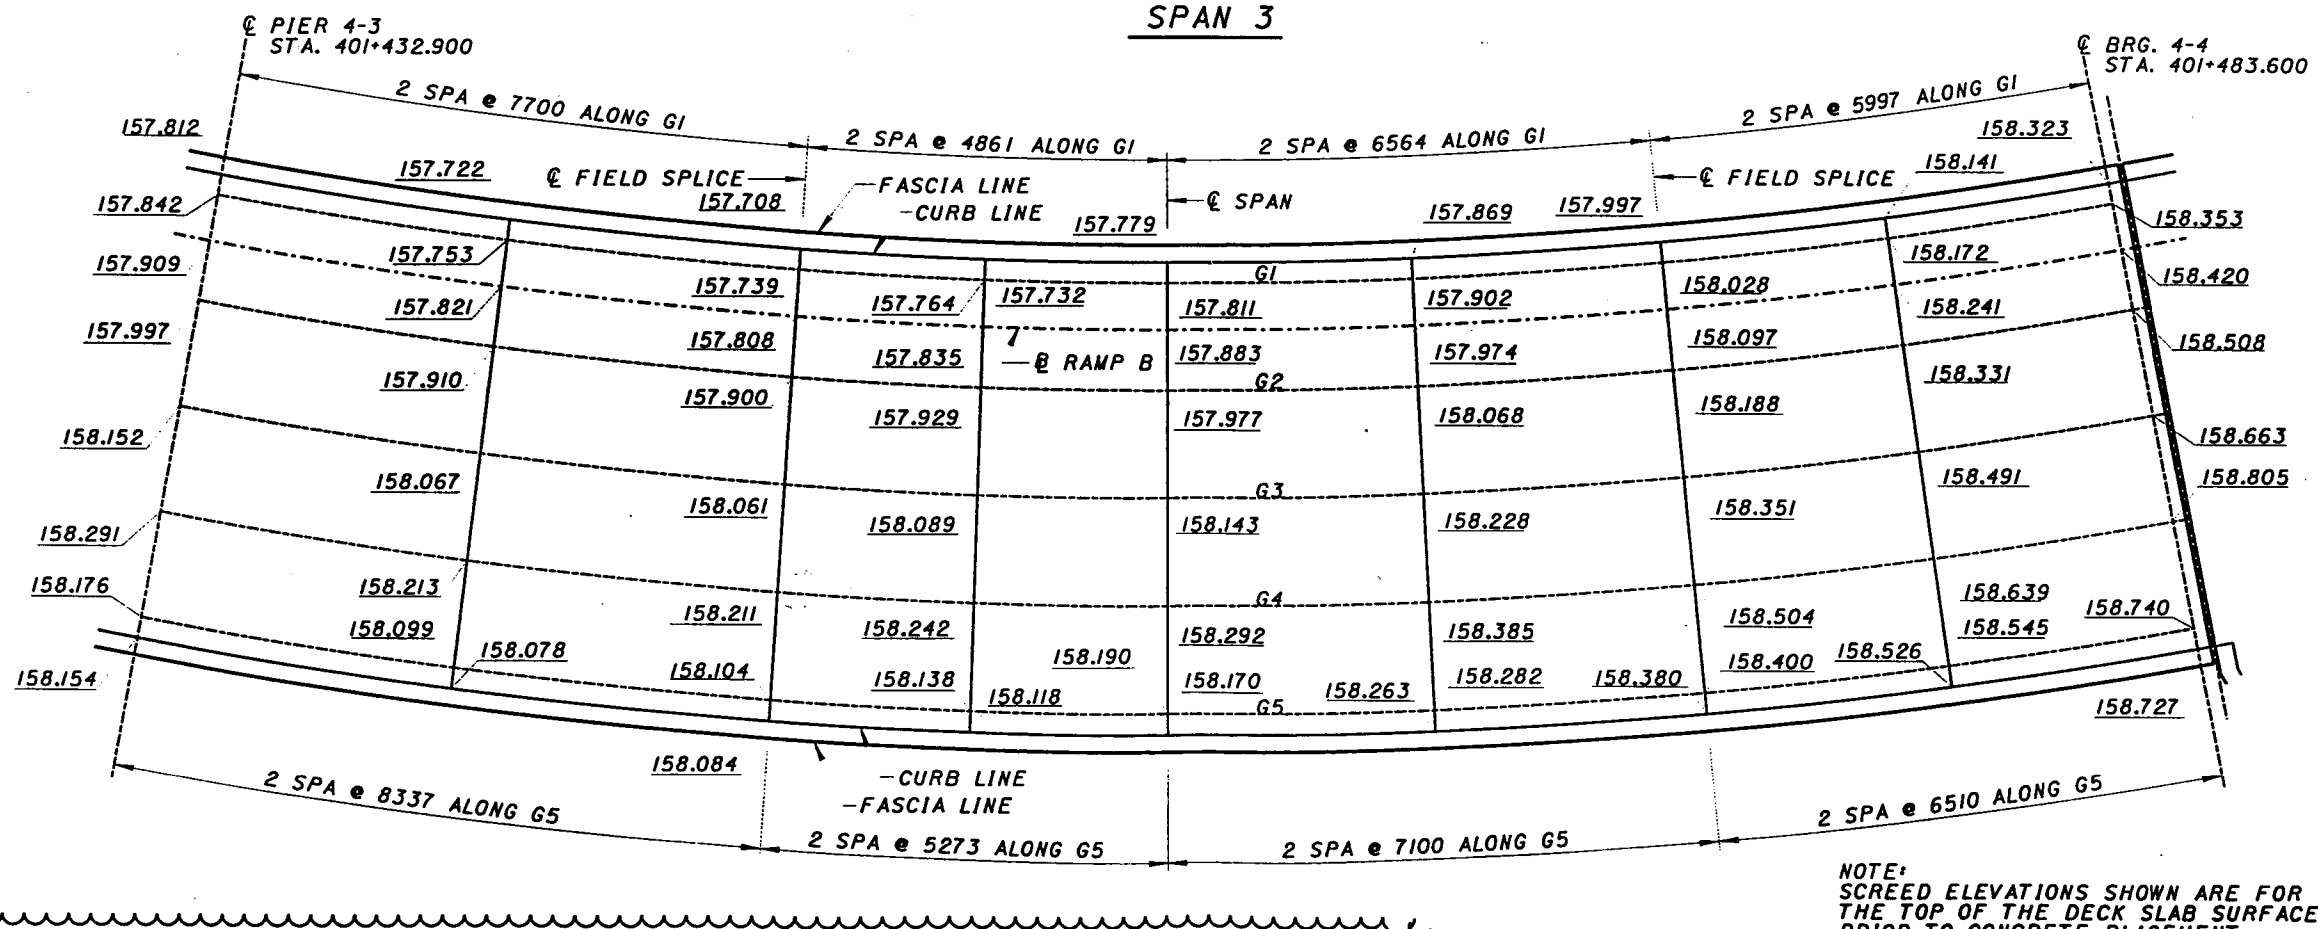 SPAN 3
℄ PIER 4-3
STA. 401+432.900
℄ BRG. 4-4
STA. 401+483.600
2 SPA @ 7700 ALONG G1
2 SPA @ 4861 ALONG G1
2 SPA @ 6564 ALONG G1
2 SPA @ 5997 ALONG G1
157.812
158.323
157.722
℄ FIELD SPLICE
FASCIA LINE
158.141
℄ FIELD SPLICE
157.842
157.708
CURB LINE
℄ SPAN
157.779
157.869
157.997
158.353
157.909
157.753
G1
158.172
158.420
157.821
157.739
157.764
157.732
157.811
157.902
158.028
158.241
157.997
157.808
157.835
℄ RAMP B
157.883
157.974
158.097
158.508
157.910
157.900
157.929
G2
157.977
158.068
158.188
158.331
158.152
158.663
158.067
158.061
158.089
G3
158.143
158.228
158.351
158.491
158.805
158.291
158.176
158.213
158.211
158.242
G4
158.292
158.385
158.504
158.639
158.740
158.099
158.078
158.104
158.138
158.190
158.170
158.282
158.400
158.545
158.154
158.118
G5
158.263
158.380
158.526
158.727
158.084
CURB LINE
FASCIA LINE
2 SPA @ 8337 ALONG G5
2 SPA @ 5273 ALONG G5
2 SPA @ 7100 ALONG G5
2 SPA @ 6510 ALONG G5
NOTE:
SCREED ELEVATIONS SHOWN ARE FOR
THE TOP OF THE DECK SLAB SURFACE
PRIOR TO CONCRETE PLACEMENT